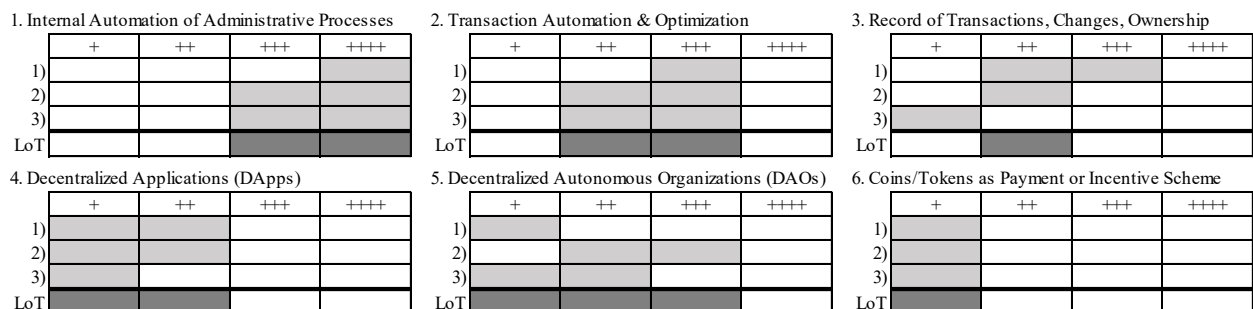 1. Internal Automation of Administrative Processes
+ ++ +++ ++++
1)
2)
3)
LoT
2. Transaction Automation & Optimization
+ ++ +++ ++++
1)
2)
3)
LoT
3. Record of Transactions, Changes, Ownership
+ ++ +++ ++++
1)
2)
3)
LoT
4. Decentralized Applications (DApps)
+ ++ +++ ++++
1)
2)
3)
LoT
5. Decentralized Autonomous Organizations (DAOs)
+ ++ +++ ++++
1)
2)
3)
LoT
6. Coins/Tokens as Payment or Incentive Scheme
+ ++ +++ ++++
1)
2)
3)
LoT